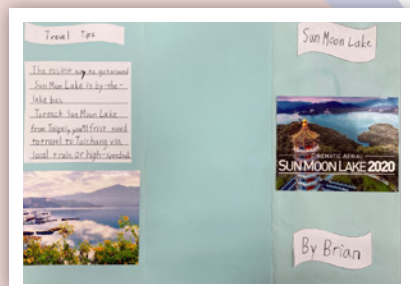 Travel Tips
The easiest way to get around
Sun Moon Lake is by-the-
lake bus.
To reach Sun Moon Lake
from Taipei, you'll frist need
to travel to Taichung via
local train or high-speed
Sun Moon Lake
CINEMATIC AERIAL
SUN MOON LAKE 2020
By Brian